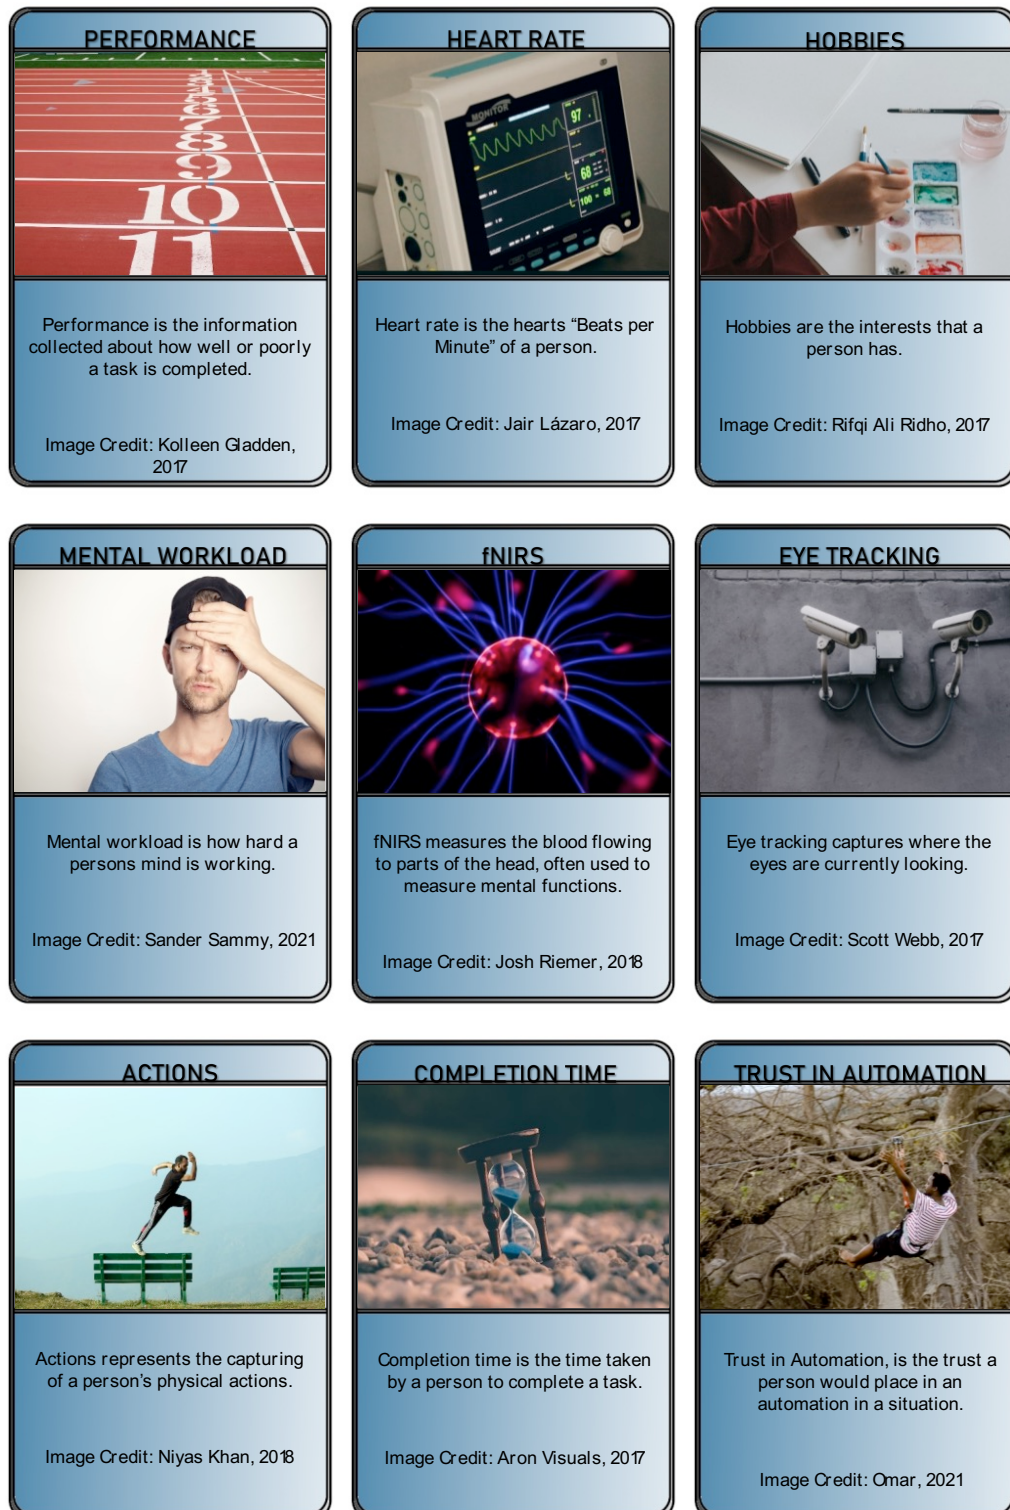 PERFORMANCE
10
11
Performance is the information
collected about how well or poorly
a task is completed.
Image Credit: Kolleen Gladden,
2017
HEART RATE
MONITOR
97
68
100
68
Heart rate is the hearts “Beats per
Minute” of a person.
Image Credit: Jair Lázaro, 2017
HOBBIES
Hobbies are the interests that a
person has.
Image Credit: Rifqi Ali Ridho, 2017
MENTAL WORKLOAD
Mental workload is how hard a
persons mind is working.
Image Credit: Sander Sammy, 2021
fNIRS
fNIRS measures the blood flowing
to parts of the head, often used to
measure mental functions.
Image Credit: Josh Riemer, 2018
EYE TRACKING
Eye tracking captures where the
eyes are currently looking.
Image Credit: Scott Webb, 2017
ACTIONS
Actions represents the capturing
of a person’s physical actions.
Image Credit: Niyas Khan, 2018
COMPLETION TIME
Completion time is the time taken
by a person to complete a task.
Image Credit: Aron Visuals, 2017
TRUST IN AUTOMATION
Trust in Automation, is the trust a
person would place in an
automation in a situation.
Image Credit: Omar, 2021